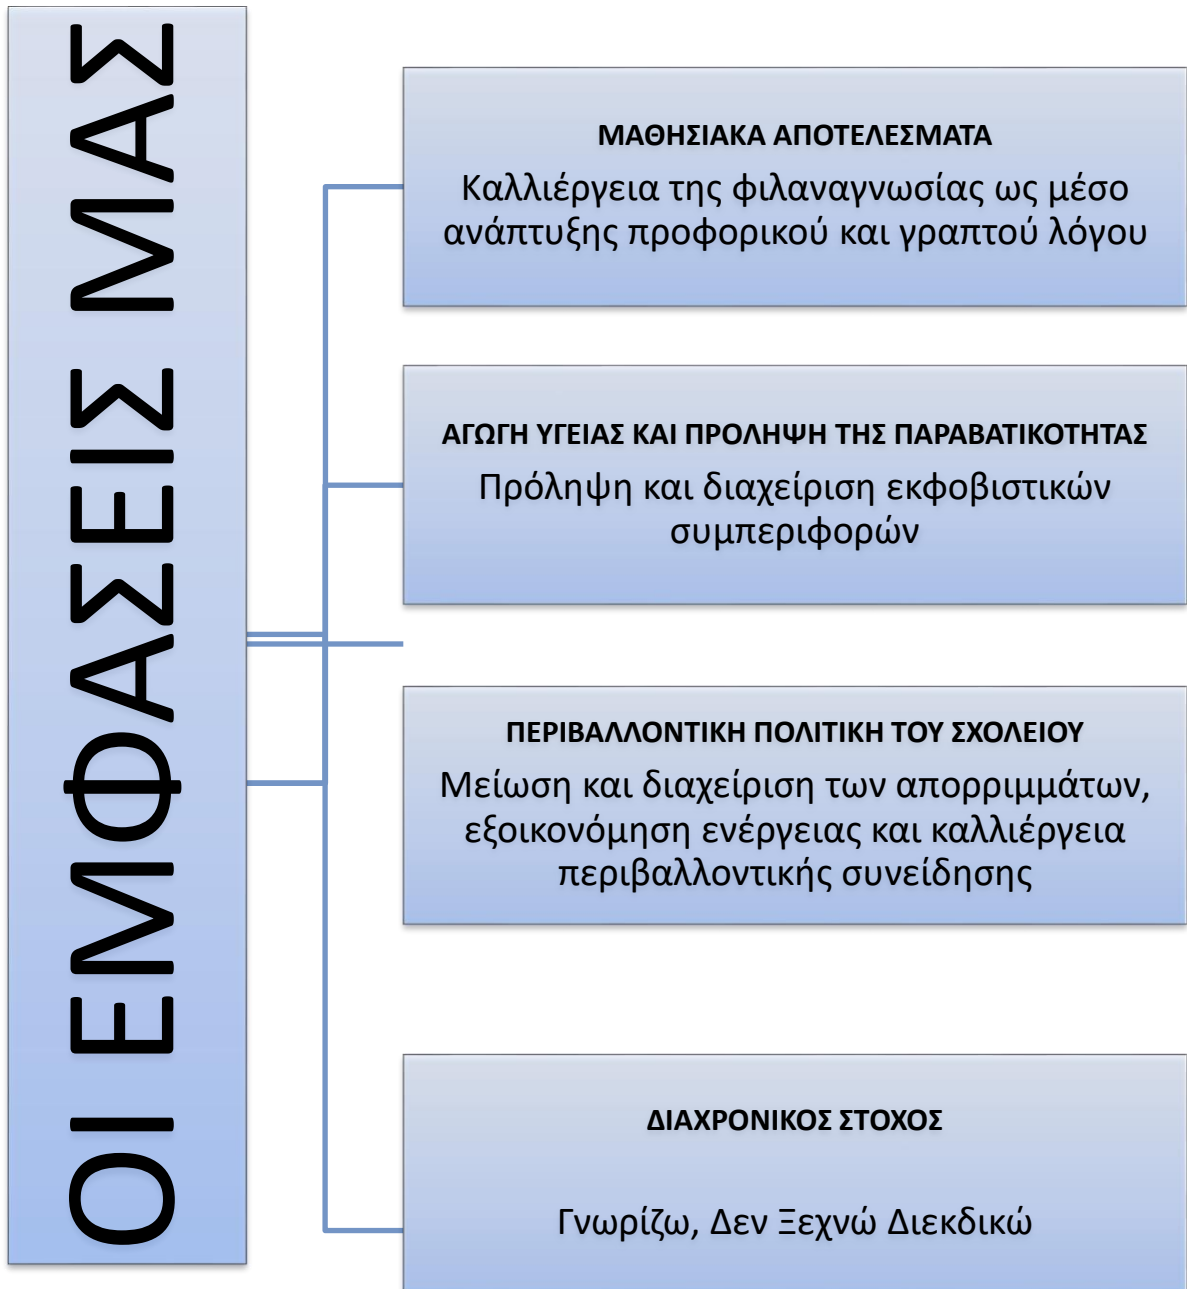 ΟΙ ΕΜΦΑΣΕΙΣ ΜΑΣ
ΜΑΘΗΣΙΑΚΑ ΑΠΟΤΕΛΕΣΜΑΤΑ
Καλλιέργεια της φιλαναγνωσίας ως μέσο
ανάπτυξης προφορικού και γραπτού λόγου
ΑΓΩΓΗ ΥΓΕΙΑΣ ΚΑΙ ΠΡΟΛΗΨΗ ΤΗΣ ΠΑΡΑΒΑΤΙΚΟΤΗΤΑΣ
Πρόληψη και διαχείριση εκφοβιστικών
συμπεριφορών
ΠΕΡΙΒΑΛΛΟΝΤΙΚΗ ΠΟΛΙΤΙΚΗ ΤΟΥ ΣΧΟΛΕΙΟΥ
Μείωση και διαχείριση των απορριμμάτων,
εξοικονόμηση ενέργειας και καλλιέργεια
περιβαλλοντικής συνείδησης
ΔΙΑΧΡΟΝΙΚΟΣ ΣΤΟΧΟΣ
Γνωρίζω, Δεν Ξεχνώ Διεκδικώ